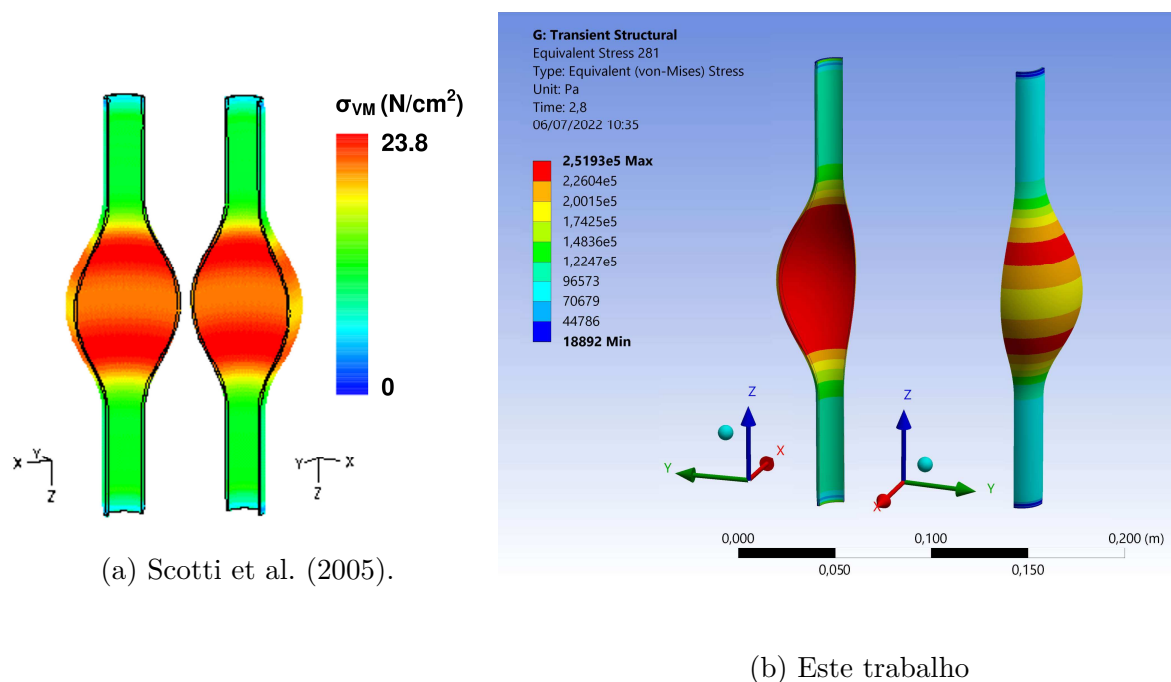 σVM (N/cm²)
23.8
0
X Y
Z
Y X
Z
(a) Scotti et al. (2005).
G: Transient Structural
Equivalent Stress 281
Type: Equivalent (von-Mises) Stress
Unit: Pa
Time: 2,8
06/07/2022 10:35
2,5193e5 Max
2,2604e5
2,0015e5
1,7425e5
1,4836e5
1,2247e5
96573
70679
44786
18892 Min
Z
X
Y
Z
X
Y
0,000 0,100 0,200 (m)
0,050 0,150
(b) Este trabalho